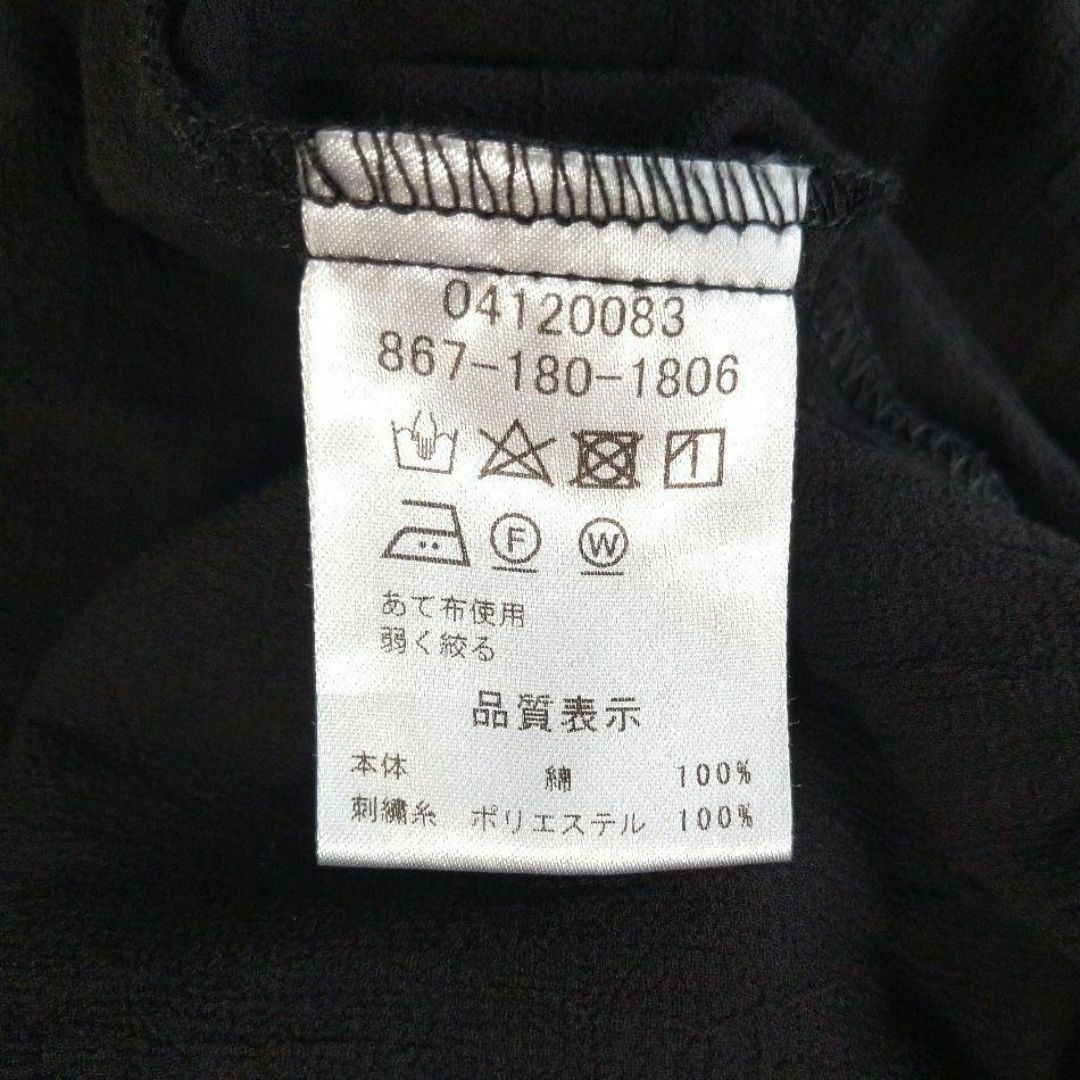 04120083
867-180-1806
F W
あて布使用
弱く絞る
品質表示
本体 綿 100%
刺繍糸 ポリエステル 100%